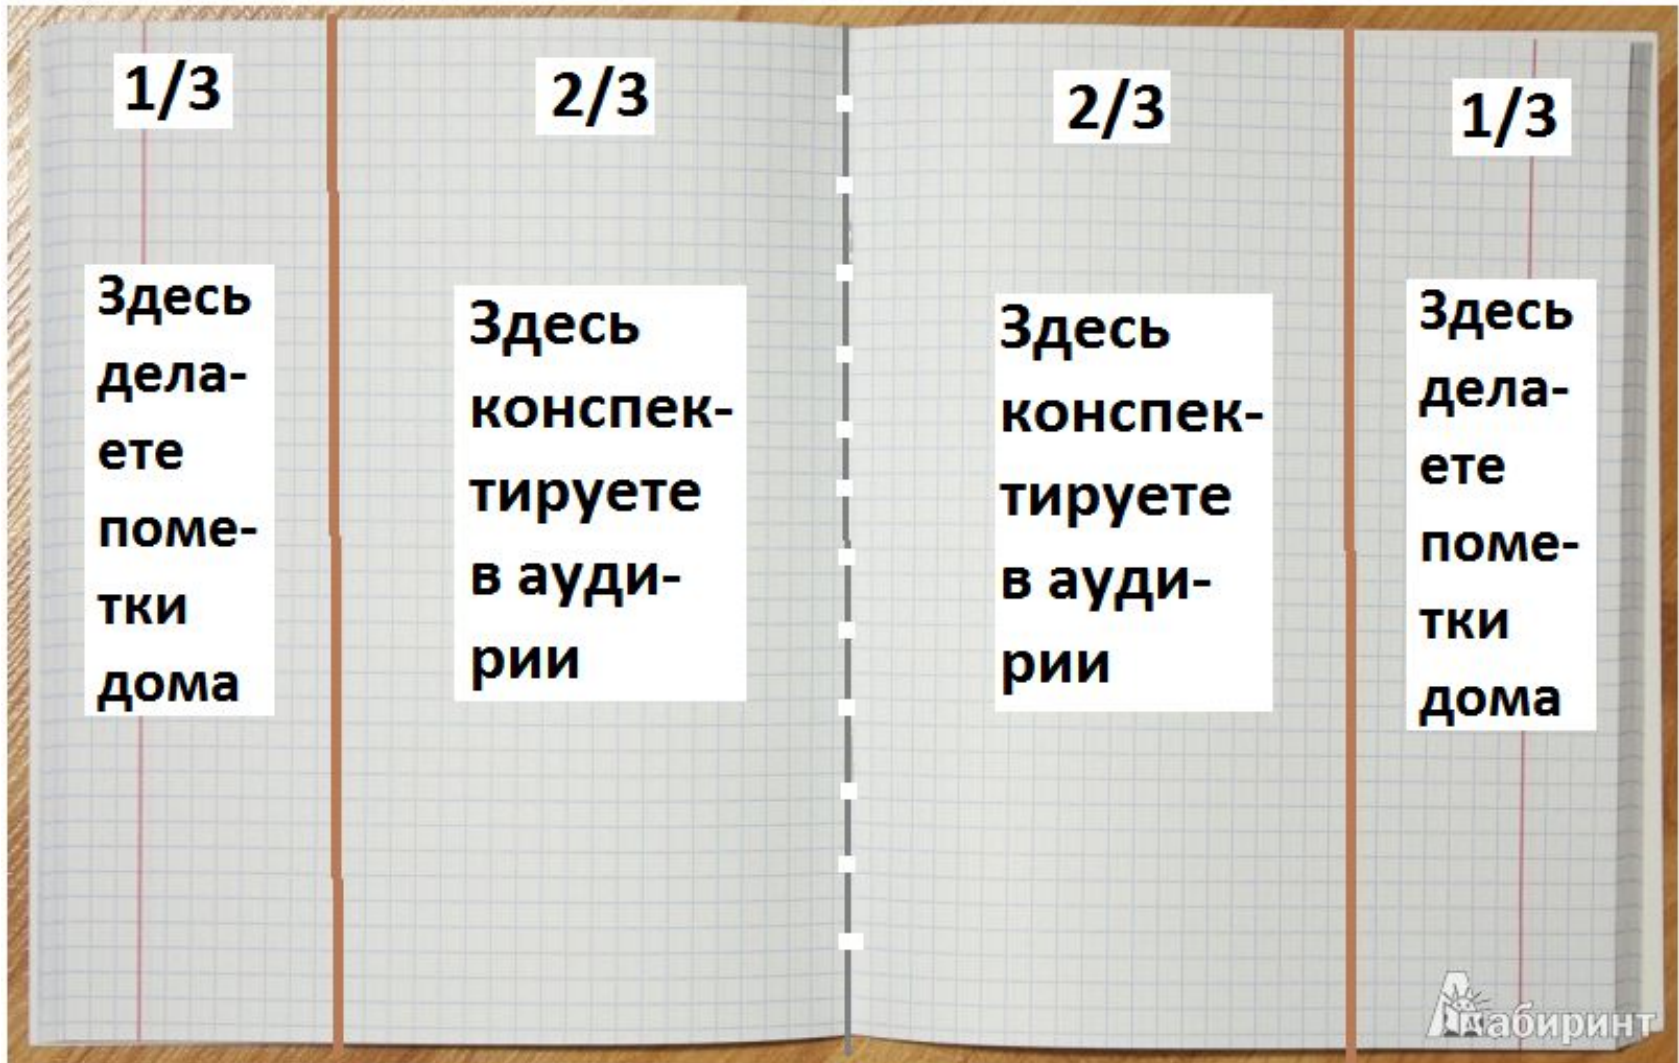 1/3
2/3
2/3
1/3
Здесь
дела-
ете
поме-
тки
дома
Здесь
конспек-
тируете
в ауди-
рии
Здесь
конспек-
тируете
в ауди-
рии
Здесь
дела-
ете
поме-
тки
дома
Лабиринт